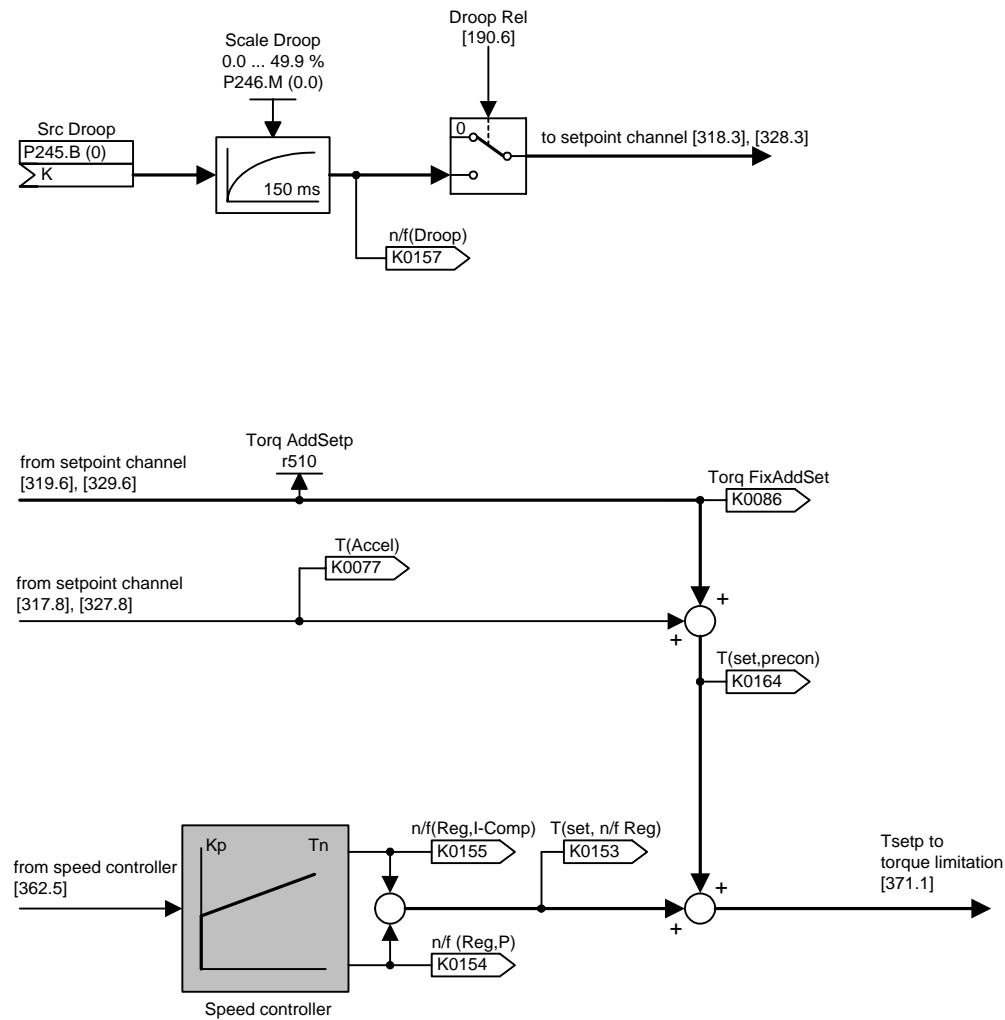 Droop Rel
[190.6]
Scale Droop
0.0 ... 49.9 %
P246.M (0.0)
Src Droop
P245.B (0)
K
150 ms
0
to setpoint channel [318.3], [328.3]
n/f(Droop)
K0157
Torq AddSetp
r510
from setpoint channel
[319.6], [329.6]
Torq FixAddSet
K0086
T(Accel)
K0077
from setpoint channel
[317.8], [327.8]
+
+
T(set,precon)
K0164
Kp
Tn
n/f(Reg,I-Comp)
K0155
T(set, n/f Reg)
K0153
from speed controller
[362.5]
Tsetp to
torque limitation
[371.1]
+
+
n/f (Reg,P)
K0154
Speed controller